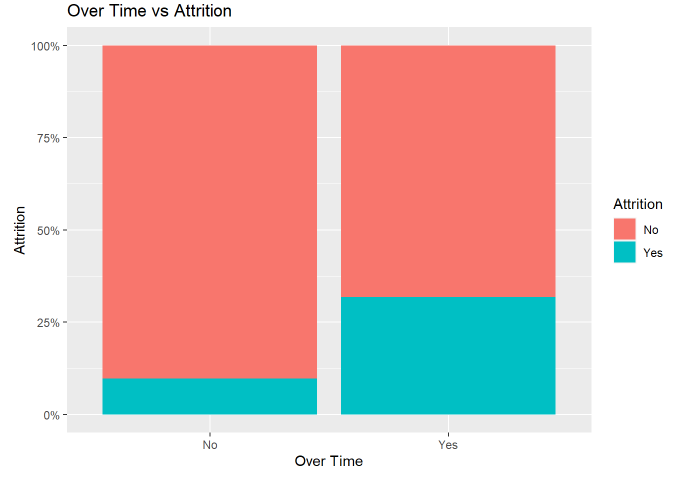 Over Time vs Attrition
100%
75%
50%
25%
0%
Attrition
No
Yes
Over Time
Attrition
No
Yes